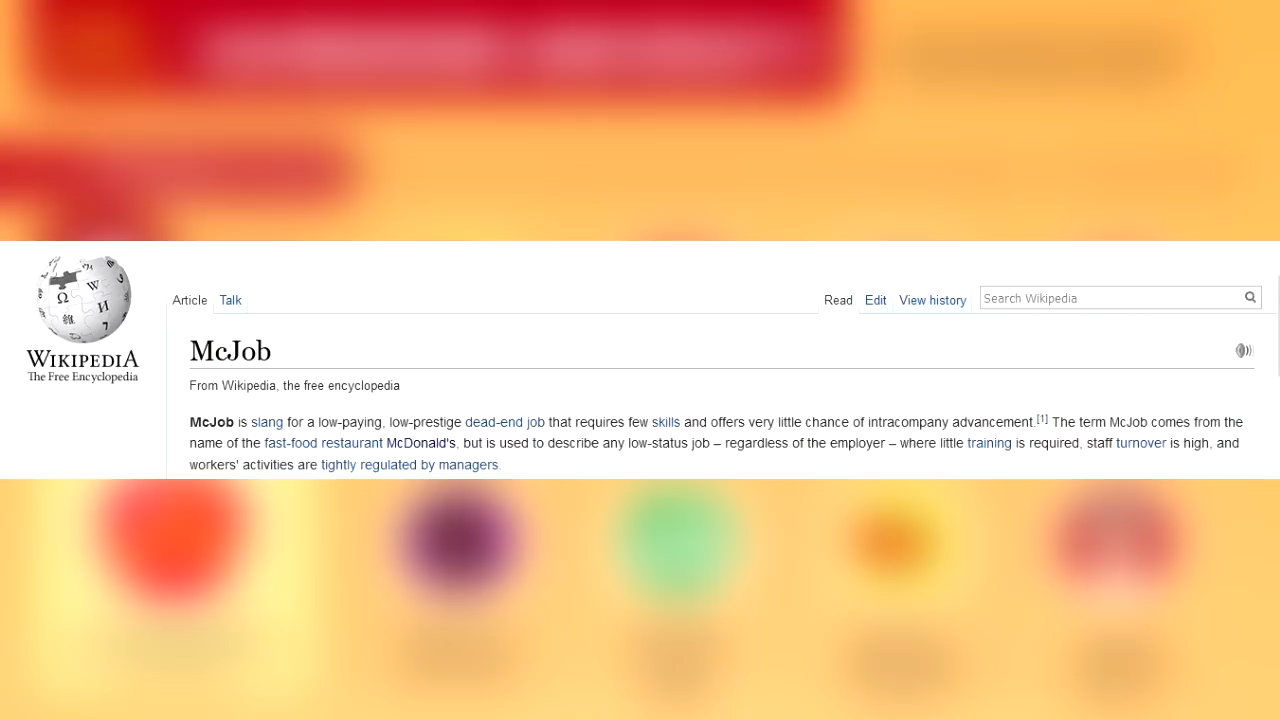 Article Talk Read Edit View history Search Wikipedia
WIKIPEDIA
The Free Encyclopedia
McJob
From Wikipedia, the free encyclopedia
McJob is slang for a low-paying, low-prestige dead-end job that requires few skills and offers very little chance of intracompany advancement.[1] The term McJob comes from the
name of the fast-food restaurant McDonald's, but is used to describe any low-status job – regardless of the employer – where little training is required, staff turnover is high, and
workers' activities are tightly regulated by managers.